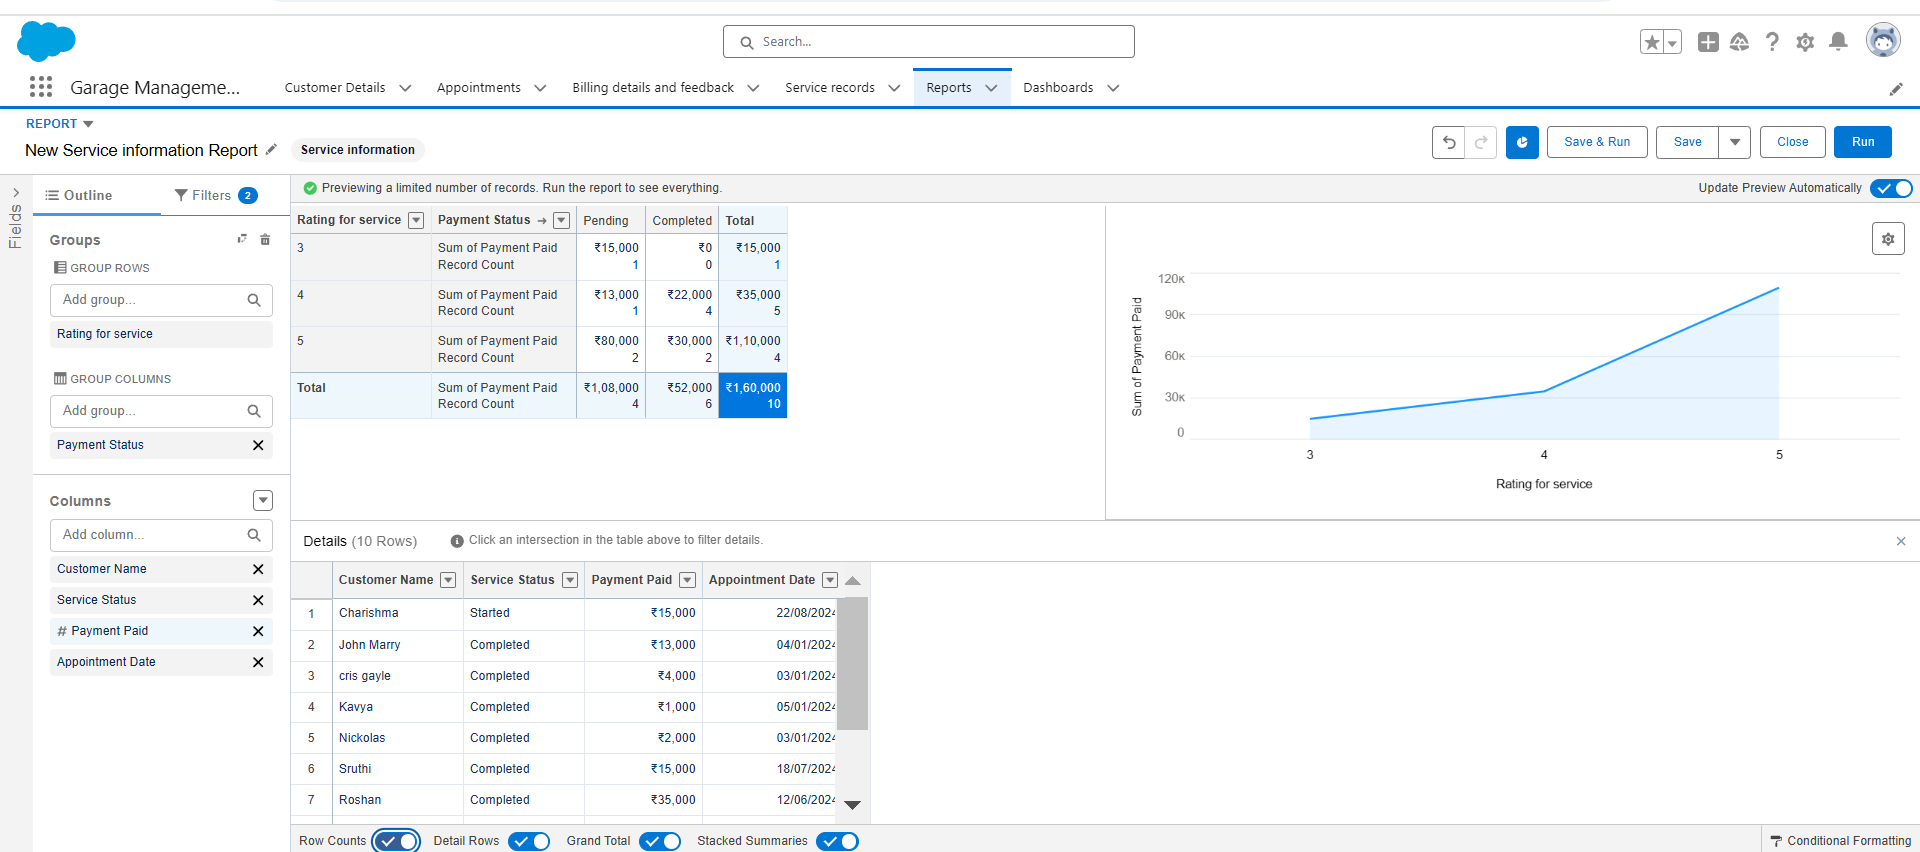 Search...
Garage Manageme...
Customer Details
Appointments
Billing details and feedback
Service records
Reports
Dashboards
REPORT
New Service information Report
Service information
Save & Run
Save
Close
Run
Fields
Outline
Filters 2
Previewing a limited number of records. Run the report to see everything.
Update Preview Automatically
Groups
GROUP ROWS
Add group...
Rating for service
GROUP COLUMNS
Add group...
Payment Status
Columns
Add column...
Customer Name
Service Status
# Payment Paid
Appointment Date
Rating for service Payment Status → Pending Completed Total
3 Sum of Payment Paid ₹15,000 ₹0 ₹15,000
Record Count 1 0 1
4 Sum of Payment Paid ₹13,000 ₹22,000 ₹35,000
Record Count 1 4 5
5 Sum of Payment Paid ₹80,000 ₹30,000 ₹1,10,000
Record Count 2 2 4
Total Sum of Payment Paid ₹1,08,000 ₹52,000 ₹1,60,000
Record Count 4 6 10
Sum of Payment Paid
120K
90K
60K
30K
0
3 4 5
Rating for service
Details (10 Rows)
Click an intersection in the table above to filter details.
Customer Name Service Status Payment Paid Appointment Date
1 Charishma Started ₹15,000 22/08/2024
2 John Marry Completed ₹13,000 04/01/2024
3 cris gayle Completed ₹4,000 03/01/2024
4 Kavya Completed ₹1,000 05/01/2024
5 Nickolas Completed ₹2,000 03/01/2024
6 Sruthi Completed ₹15,000 18/07/2024
7 Roshan Completed ₹35,000 12/06/2024
Row Counts
Detail Rows
Grand Total
Stacked Summaries
Conditional Formatting